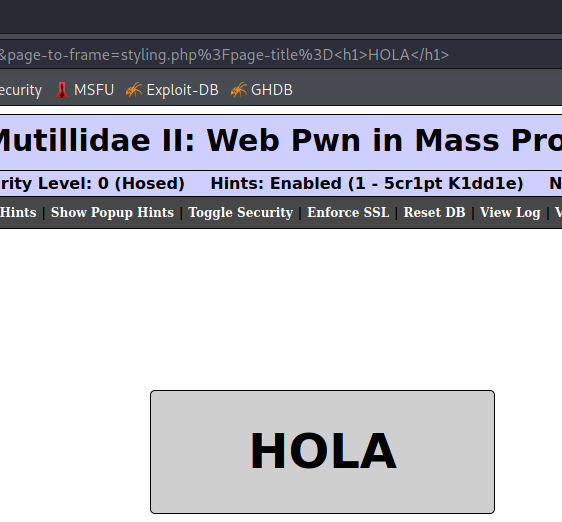 &page-to-frame=styling.php%3Fpage-title%3D<h1>HOLA</h1>
ecurity MSFU Exploit-DB GHDB
Mutillidae II: Web Pwn in Mass Pro
rity Level: 0 (Hosed) Hints: Enabled (1 - 5cr1pt K1dd1e) N
Hints | Show Popup Hints | Toggle Security | Enforce SSL | Reset DB | View Log | V
HOLA